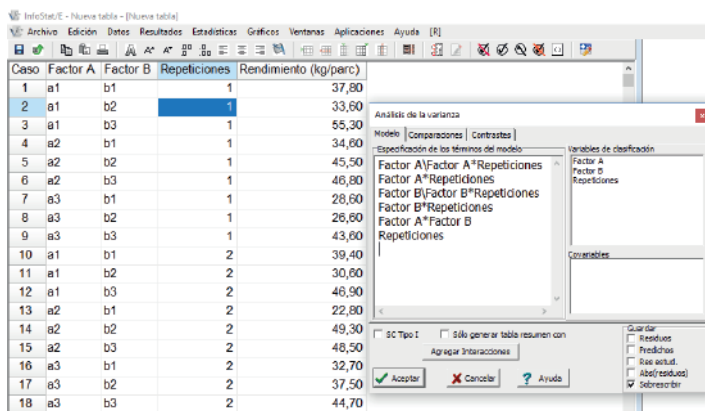 InfoStat/E - Nueva tabla - [Nueva tabla]
Archivo Edición Datos Resultados Estadísticas Gráficos Ventanas Aplicaciones Ayuda [R]
Caso Factor A Factor B Repeticiones Rendimiento (kg/parc)
1 a1 b1 1 37,80
2 a1 b2 1 33,60
3 a1 b3 1 55,30
4 a2 b1 1 34,60
5 a2 b2 1 45,50
6 a2 b3 1 46,80
7 a3 b1 1 28,60
8 a3 b2 1 26,60
9 a3 b3 1 43,60
10 a1 b1 2 39,40
11 a1 b2 2 30,60
12 a1 b3 2 46,90
13 a2 b1 2 22,80
14 a2 b2 2 49,30
15 a2 b3 2 48,50
16 a3 b1 2 32,70
17 a3 b2 2 37,50
18 a3 b3 2 44,70
Análisis de la varianza
Modelo Comparaciones Contrastes
Especificación de los términos del modelo
Factor A\Factor A*Repeticiones
Factor A*Repeticiones
Factor B\Factor B*Repeticiones
Factor B*Repeticiones
Factor A*Factor B
Repeticiones
Variables de clasificación
Factor A
Factor B
Repeticiones
Covariables
SC Tipo I
Sólo generar tabla resumen con
Agregar Interacciones
Aceptar
Cancelar
Ayuda
Guardar
Residuos
Predichos
Res estud.
Abs(residuos)
Sobrescribir